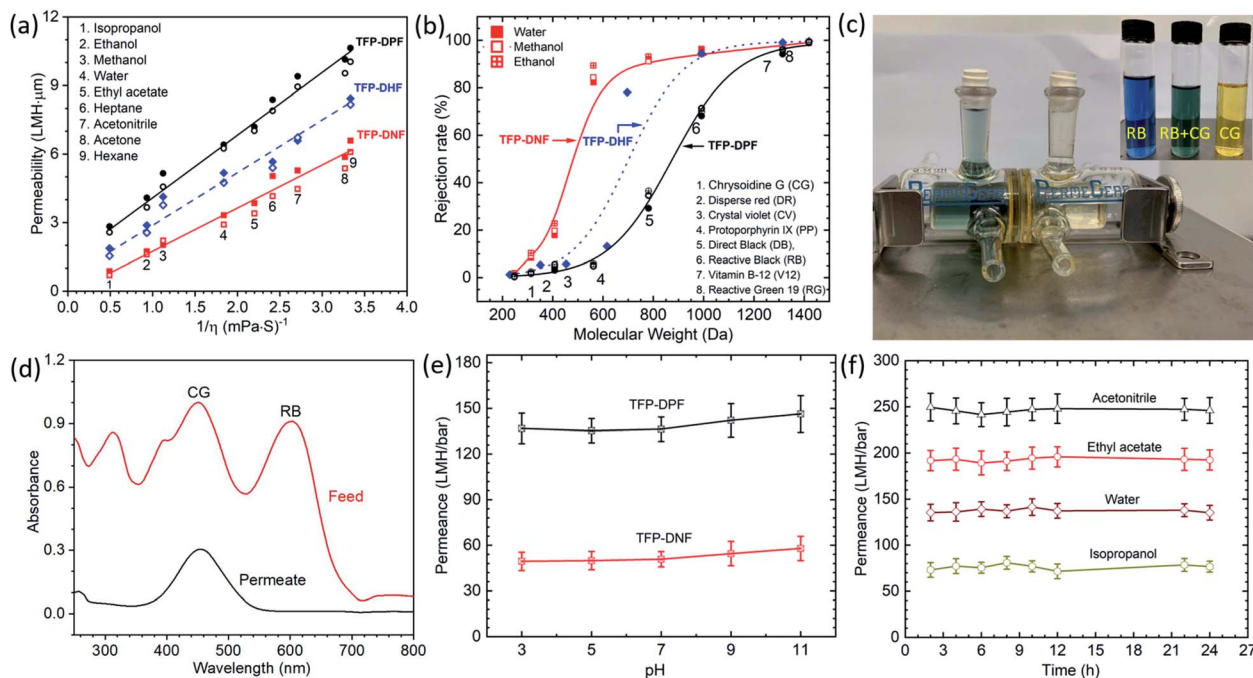 (a)
1. Isopropanol
2. Ethanol
3. Methanol
4. Water
5. Ethyl acetate
6. Heptane
7. Acetonitrile
8. Acetone
9. Hexane
TFP-DPF
TFP-DHF
TFP-DNF
1
2
3
4
5
6
7
8
9
Permeability (LMH·μm)
12
10
8
6
4
2
0
0.0 0.5 1.0 1.5 2.0 2.5 3.0 3.5 4.0
1/η (mPa·S)-1
(b)
Water
Methanol
Ethanol
TFP-DNF
TFP-DHF
TFP-DPF
1
2
3
4
5
6
7
8
1. Chrysoidine G (CG)
2. Disperse red (DR)
3. Crystal violet (CV)
4. Protoporphyrin IX (PP)
5. Direct Black (DB),
6. Reactive Black (RB)
7. Vitamin B-12 (V12)
8. Reactive Green 19 (RG)
Rejection rate (%)
100
80
60
40
20
0
200 400 600 800 1000 1200 1400
Molecular Weight (Da)
(c)
RB RB+CG CG
PERMEGEAR PERMEGEAR
(d)
CG
RB
Feed
Permeate
Absorbance
1.2
0.9
0.6
0.3
0.0
300 400 500 600 700 800
Wavelength (nm)
(e)
TFP-DPF
TFP-DNF
Permeance (LMH/bar)
180
150
120
90
60
30
0
3 5 7 9 11
pH
(f)
Acetonitrile
Ethyl acetate
Water
Isopropanol
Permeance (LMH/bar)
300
250
200
150
100
50
0
0 3 6 9 12 15 18 21 24 27
Time (h)